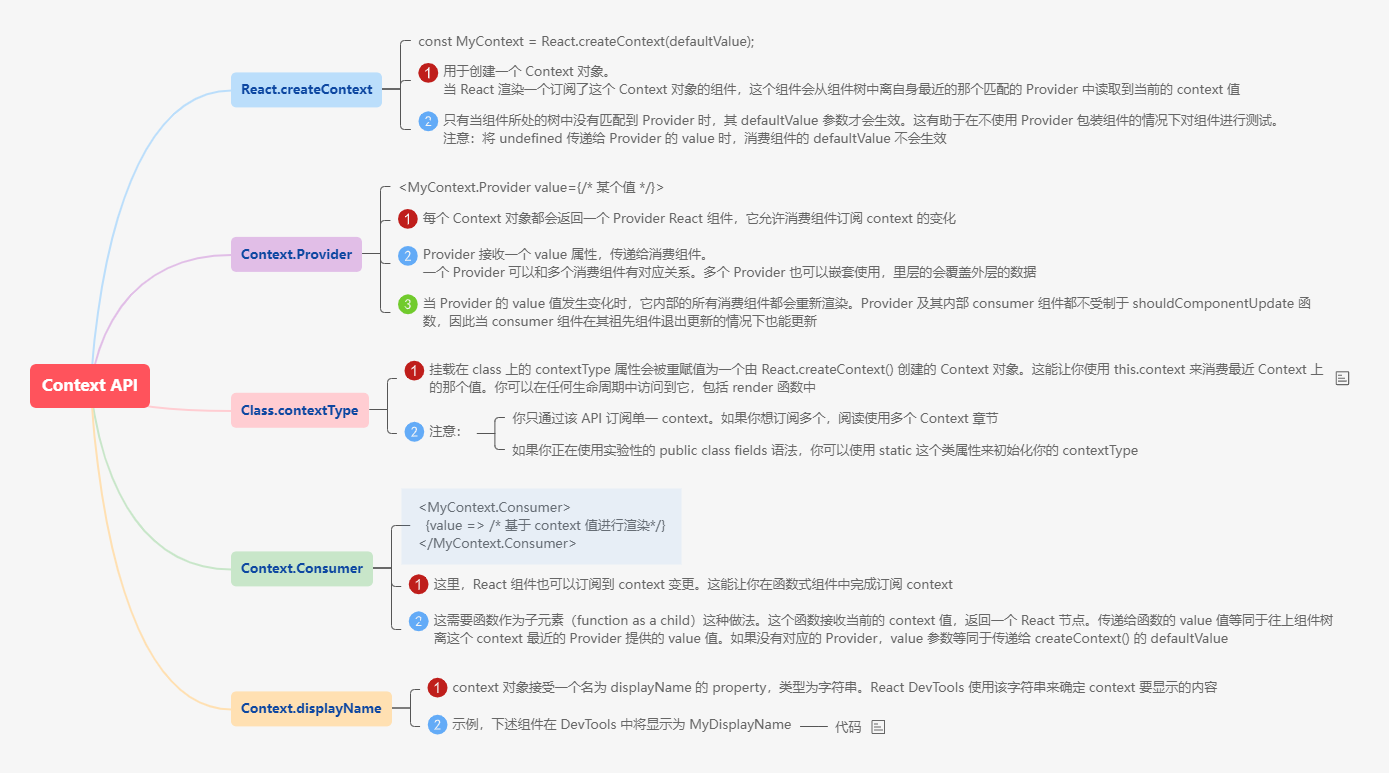 Context API
React.createContext
const MyContext = React.createContext(defaultValue);
1 用于创建一个 Context 对象。
当 React 渲染一个订阅了这个 Context 对象的组件，这个组件会从组件树中离自身最近的那个匹配的 Provider 中读取到当前的 context 值
2 只有当组件所处的树中没有匹配到 Provider 时，其 defaultValue 参数才会生效。这有助于在不使用 Provider 包装组件的情况下对组件进行测试。
注意：将 undefined 传递给 Provider 的 value 时，消费组件的 defaultValue 不会生效
Context.Provider
<MyContext.Provider value={/* 某个值 */}>
1 每个 Context 对象都会返回一个 Provider React 组件，它允许消费组件订阅 context 的变化
2 Provider 接收一个 value 属性，传递给消费组件。
一个 Provider 可以和多个消费组件有对应关系。多个 Provider 也可以嵌套使用，里层的会覆盖外层的数据
3 当 Provider 的 value 值发生变化时，它内部的所有消费组件都会重新渲染。Provider 及其内部 consumer 组件都不受制于 shouldComponentUpdate 函
数，因此当 consumer 组件在其祖先组件退出更新的情况下也能更新
Class.contextType
1 挂载在 class 上的 contextType 属性会被重赋值为一个由 React.createContext() 创建的 Context 对象。这能让你使用 this.context 来消费最近 Context 上
的那个值。你可以在任何生命周期中访问到它，包括 render 函数中
2 注意：
你只通过该 API 订阅单一 context。如果你想订阅多个，阅读使用多个 Context 章节
如果你正在使用实验性的 public class fields 语法，你可以使用 static 这个类属性来初始化你的 contextType
Context.Consumer
<MyContext.Consumer>
{value => /* 基于 context 值进行渲染*/}
</MyContext.Consumer>
1 这里，React 组件也可以订阅到 context 变更。这能让你在函数式组件中完成订阅 context
2 这需要函数作为子元素（function as a child）这种做法。这个函数接收当前的 context 值，返回一个 React 节点。传递给函数的 value 值等同于往上组件树
离这个 context 最近的 Provider 提供的 value 值。如果没有对应的 Provider，value 参数等同于传递给 createContext() 的 defaultValue
Context.displayName
1 context 对象接受一个名为 displayName 的 property，类型为字符串。React DevTools 使用该字符串来确定 context 要显示的内容
2 示例，下述组件在 DevTools 中将显示为 MyDisplayName
代码